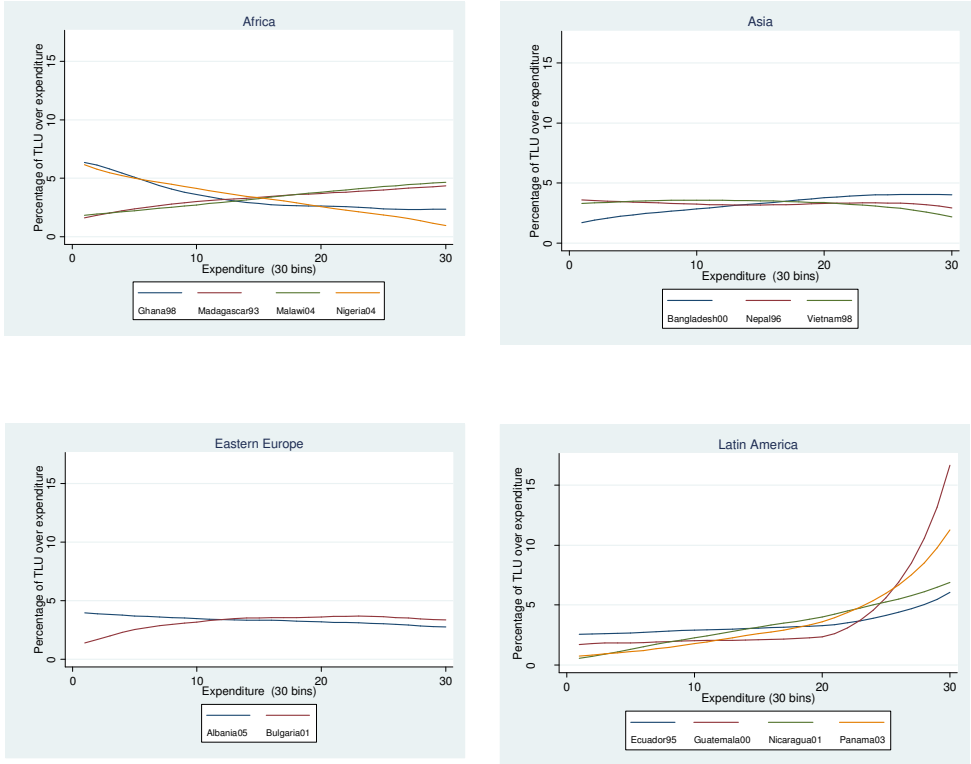 Africa
Percentage of TLU over expenditure
15
10
5
0
0 10 20 30
Expenditure (30 bins)
Ghana98 Madagascar93 Malawi04 Nigeria04
Asia
Percentage of TLU over expenditure
15
10
5
0
0 10 20 30
Expenditure (30 bins)
Bangladesh00 Nepal96 Vietnam98
Eastern Europe
Percentage of TLU over expenditure
15
10
5
0
0 10 20 30
Expenditure (30 bins)
Albania05 Bulgaria01
Latin America
Percentage of TLU over expenditure
15
10
5
0
0 10 20 30
Expenditure (30 bins)
Ecuador95 Guatemala00 Nicaragua01 Panama03